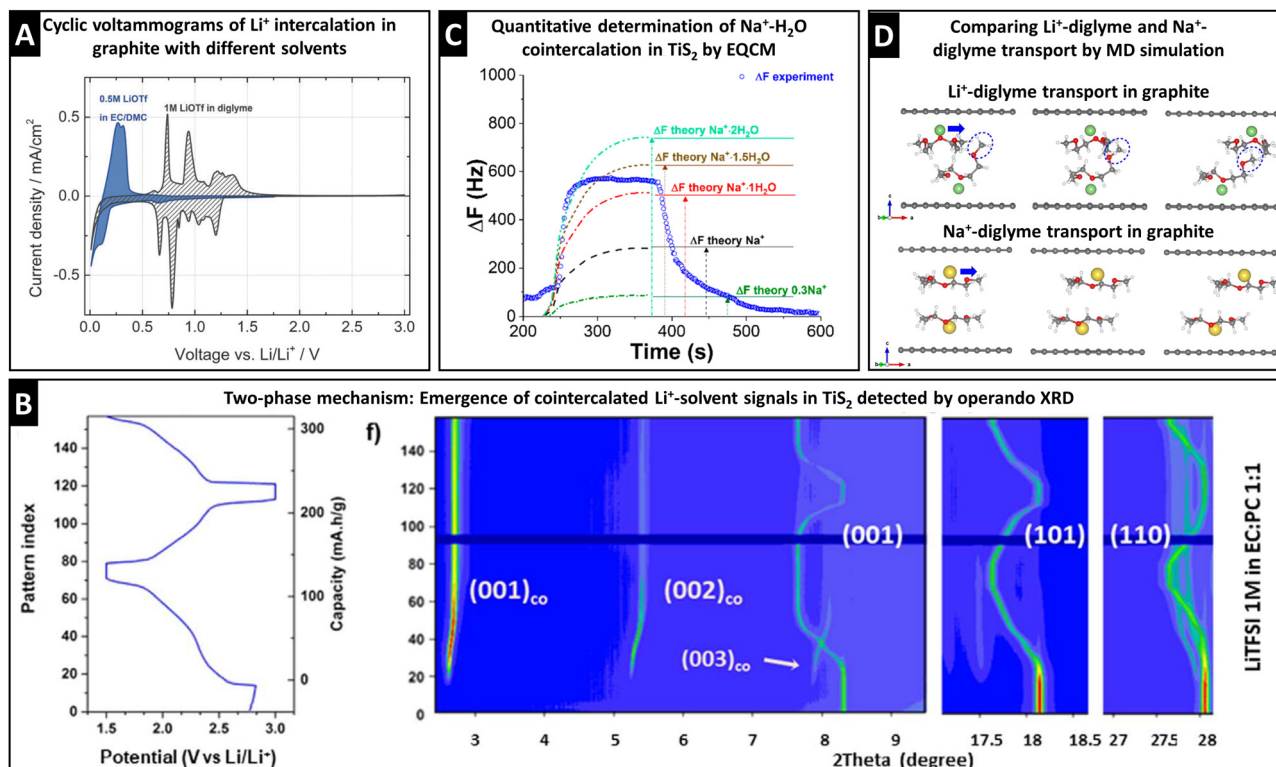 A
Cyclic voltammograms of Li⁺ intercalation in
graphite with different solvents
0.5M LiOTf
in EC/DMC
1M LiOTf in diglyme
Current density / mA/cm²
0.5
0.0
-0.5
0.0 0.5 1.0 1.5 2.0 2.5 3.0
Voltage vs. Li/Li⁺ / V
C
Quantitative determination of Na⁺-H₂O
cointercalation in TiS₂ by EQCM
ΔF experiment
ΔF theory Na⁺·2H₂O
ΔF theory Na⁺·1.5H₂O
ΔF theory Na⁺·1H₂O
ΔF theory Na⁺
ΔF theory 0.3Na⁺
ΔF (Hz)
1000
800
600
400
200
0
200 300 400 500 600
Time (s)
D
Comparing Li⁺-diglyme and Na⁺-
diglyme transport by MD simulation
Li⁺-diglyme transport in graphite
c
b a
Na⁺-diglyme transport in graphite
c
b a
B
Two-phase mechanism: Emergence of cointercalated Li⁺-solvent signals in TiS₂ detected by operando XRD
Pattern index
140
120
100
80
60
40
20
0
1.5 2.0 2.5 3.0
Potential (V vs Li/Li⁺)
300
200
100
0
Capacity (mA.h/g)
f)
140
120
100
80
60
40
20
0
(001)co
(002)co
(003)co
(001)
(101)
(110)
3 4 5 6 7 8 9
17.5 18 18.5
27 27.5 28
2Theta (degree)
LiTFSI 1M in EC:PC 1:1